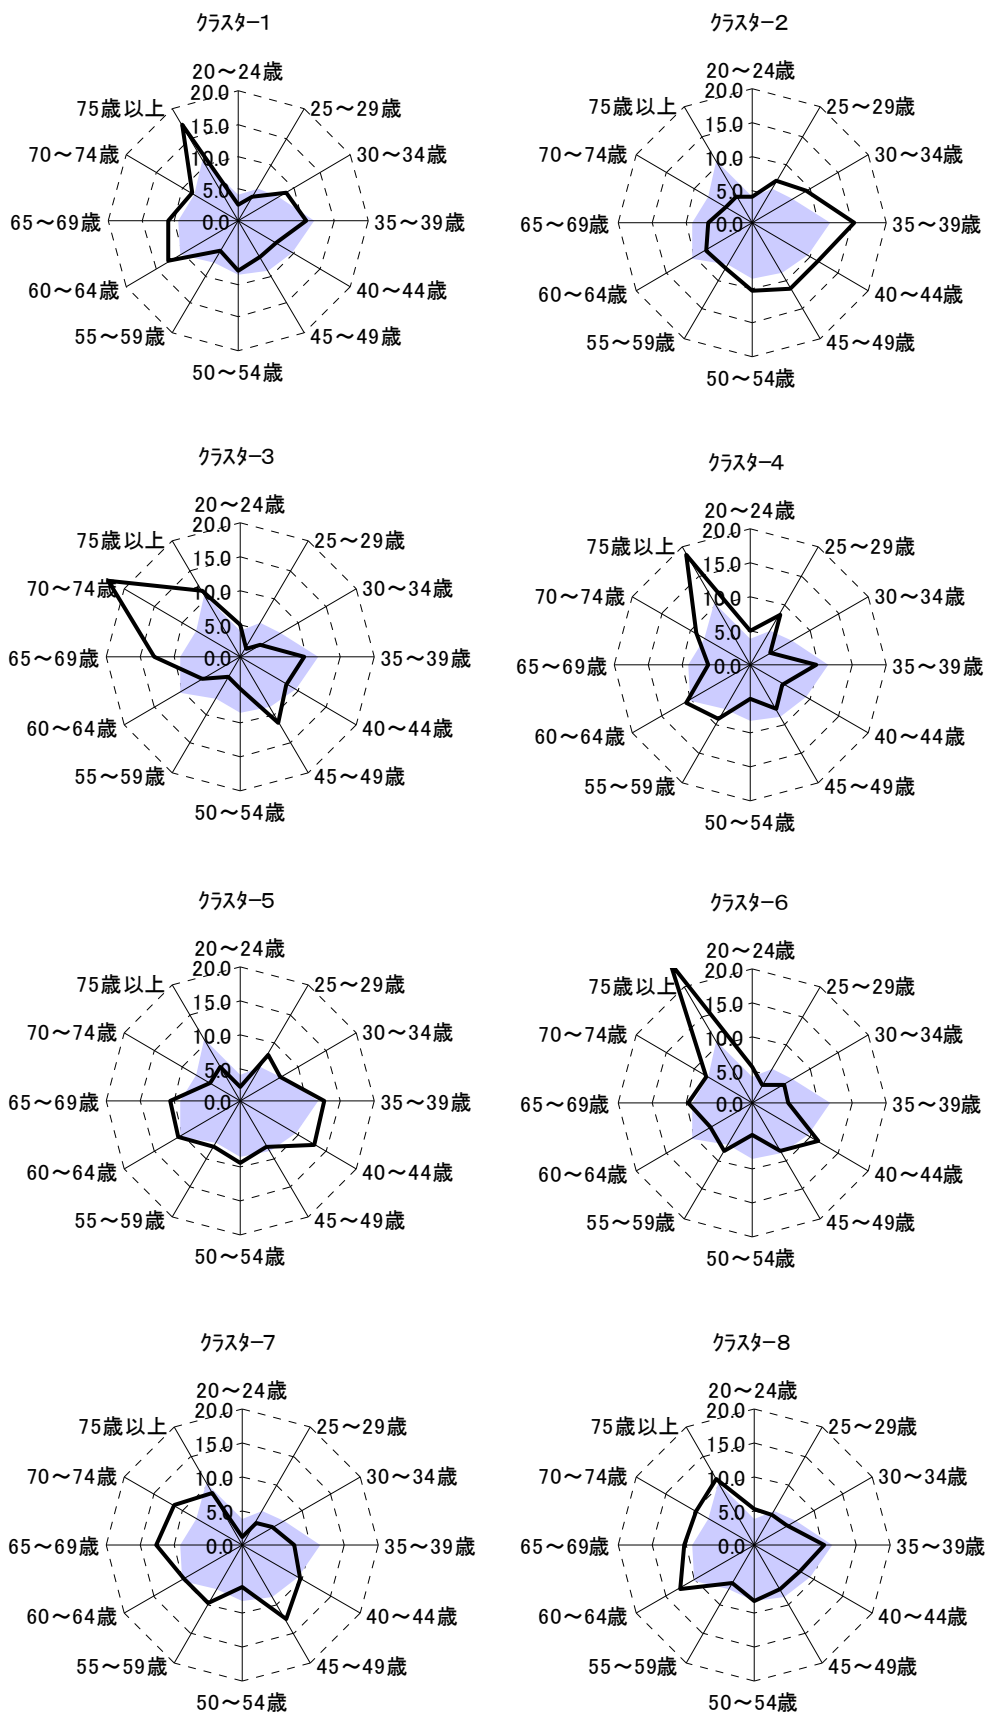 クラスター1
20～24歳
25～29歳
30～34歳
35～39歳
40～44歳
45～49歳
50～54歳
55～59歳
60～64歳
65～69歳
70～74歳
75歳以上
20.0
15.0
10.0
5.0
0.0
クラスター2
20～24歳
25～29歳
30～34歳
35～39歳
40～44歳
45～49歳
50～54歳
55～59歳
60～64歳
65～69歳
70～74歳
75歳以上
20.0
15.0
10.0
5.0
0.0
クラスター3
20～24歳
25～29歳
30～34歳
35～39歳
40～44歳
45～49歳
50～54歳
55～59歳
60～64歳
65～69歳
70～74歳
75歳以上
20.0
15.0
10.0
5.0
0.0
クラスター4
20～24歳
25～29歳
30～34歳
35～39歳
40～44歳
45～49歳
50～54歳
55～59歳
60～64歳
65～69歳
70～74歳
75歳以上
20.0
15.0
10.0
5.0
0.0
クラスター5
20～24歳
25～29歳
30～34歳
35～39歳
40～44歳
45～49歳
50～54歳
55～59歳
60～64歳
65～69歳
70～74歳
75歳以上
20.0
15.0
10.0
5.0
0.0
クラスター6
20～24歳
25～29歳
30～34歳
35～39歳
40～44歳
45～49歳
50～54歳
55～59歳
60～64歳
65～69歳
70～74歳
75歳以上
20.0
15.0
10.0
5.0
0.0
クラスター7
20～24歳
25～29歳
30～34歳
35～39歳
40～44歳
45～49歳
50～54歳
55～59歳
60～64歳
65～69歳
70～74歳
75歳以上
20.0
15.0
10.0
5.0
0.0
クラスター8
20～24歳
25～29歳
30～34歳
35～39歳
40～44歳
45～49歳
50～54歳
55～59歳
60～64歳
65～69歳
70～74歳
75歳以上
20.0
15.0
10.0
5.0
0.0